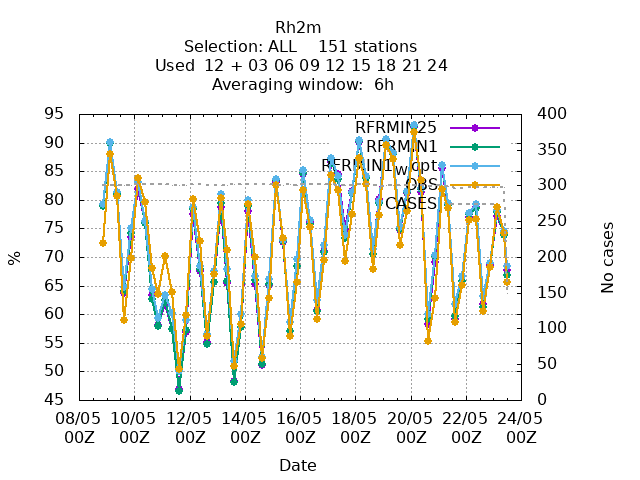 Rh2m
Selection: ALL 151 stations
Used 12 + 03 06 09 12 15 18 21 24
Averaging window: 6h
95
90
85
80
75
70
65
60
55
50
45
%
400
350
300
250
200
150
100
50
0
No cases
RFRMIN25
RFRMIN1
RFRMIN1w_opt
OBS
CASES
08/05 10/05 12/05 14/05 16/05 18/05 20/05 22/05 24/05
00Z 00Z 00Z 00Z 00Z 00Z 00Z 00Z 00Z
Date